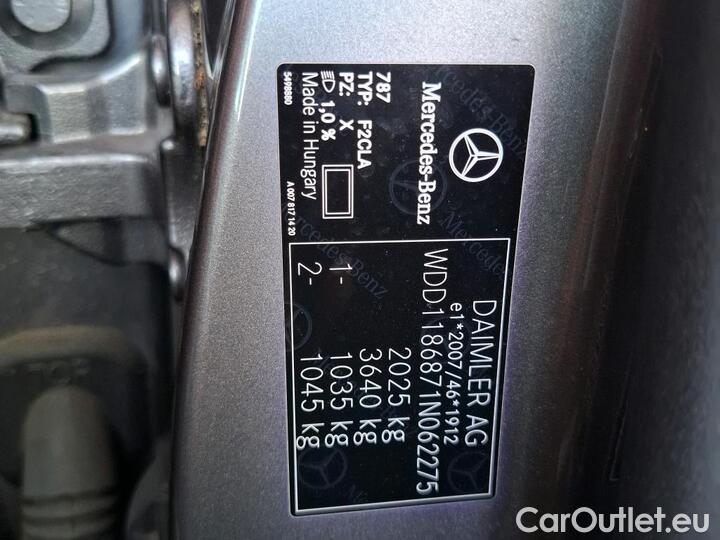 Mercedes-Benz
787
TYP: F2CLA
PZ: X
1,0 %
Made in Hungary
5498880
A 007 817 14 20
DAIMLER AG
e1*2007/46*1912
WDD1186871N062275
2025 kg
3640 kg
1- 1035 kg
2- 1045 kg
CarOutlet.eu